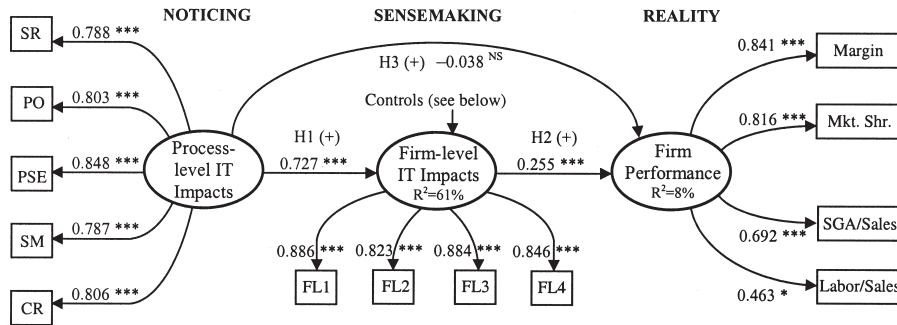 NOTICING
SENSEMAKING
REALITY
SR
0.788 ***
PO
0.803 ***
PSE
0.848 ***
SM
0.787 ***
CR
0.806 ***
Process-
level IT
Impacts
H3 (+) −0.038 NS
Controls (see below)
H1 (+)
0.727 ***
Firm-level
IT Impacts
R²=61%
H2 (+)
0.255 ***
Firm
Performance
R²=8%
0.886 ***
0.823 ***
0.884 ***
0.846 ***
FL1
FL2
FL3
FL4
0.841 ***
Margin
0.816 ***
Mkt. Shr.
SGA/Sales
0.692 ***
Labor/Sales
0.463 *